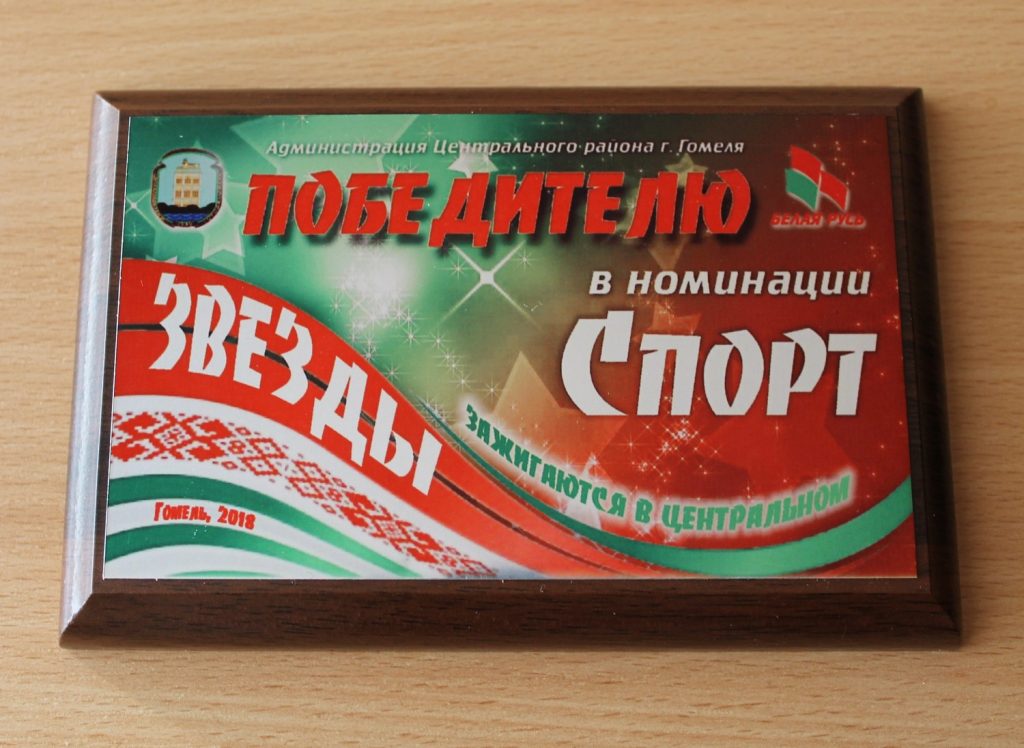 Администрация Центрального района г. Гомеля
ПОБЕДИТЕЛЮ
БЕЛАЯ РУСЬ
в номинации
Спорт
ЗВЕЗДЫ
ЗАЖИГАЮТСЯ В ЦЕНТРАЛЬНОМ
Гомель, 2018